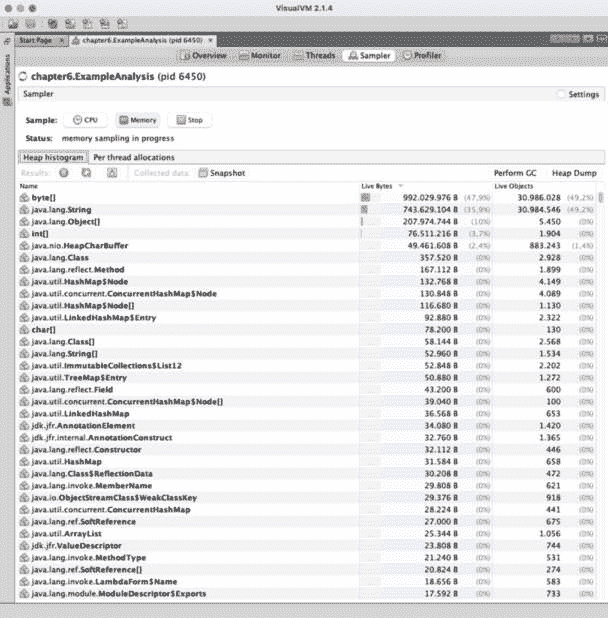 VisualVM 2.1.4
Start Page
chapter6.ExampleAnalysis (pid 6450)
Applications
Overview Monitor Threads Sampler Profiler
chapter6.ExampleAnalysis (pid 6450)
Sampler Settings
Sample: CPU Memory Stop
Status: memory sampling in progress
Heap histogram Per thread allocations
Results: Collected data: Snapshot Perform GC Heap Dump
Name Live Bytes Live Objects
byte[] 992.029.976 B (47,9%) 30.986.028 (49,2%)
java.lang.String 743.629.104 B (35,9%) 30.984.546 (49,2%)
java.lang.Object[] 207.974.744 B (10%) 5.450 (0%)
int[] 76.511.216 B (3,7%) 1.904 (0%)
java.nio.HeapCharBuffer 49.461.608 B (2,4%) 883.243 (1,4%)
java.lang.Class 357.520 B (0%) 2.928 (0%)
java.lang.reflect.Method 167.112 B (0%) 1.899 (0%)
java.util.HashMap$Node 132.768 B (0%) 4.149 (0%)
java.util.concurrent.ConcurrentHashMap$Node 130.848 B (0%) 4.089 (0%)
java.util.HashMap$Node[] 116.680 B (0%) 1.130 (0%)
java.util.LinkedHashMap$Entry 92.880 B (0%) 2.322 (0%)
char[] 78.200 B (0%) 130 (0%)
java.lang.Class[] 58.144 B (0%) 2.568 (0%)
java.lang.String[] 52.960 B (0%) 1.534 (0%)
java.util.ImmutableCollections$List12 52.848 B (0%) 2.202 (0%)
java.util.TreeMap$Entry 50.880 B (0%) 1.272 (0%)
java.lang.reflect.Field 43.200 B (0%) 600 (0%)
java.util.concurrent.ConcurrentHashMap$Node[] 39.040 B (0%) 100 (0%)
java.util.LinkedHashMap 36.568 B (0%) 653 (0%)
jdk.jfr.AnnotationElement 34.080 B (0%) 1.420 (0%)
jdk.jfr.internal.AnnotationConstruct 32.760 B (0%) 1.365 (0%)
java.lang.reflect.Constructor 32.112 B (0%) 446 (0%)
java.util.HashMap 31.584 B (0%) 658 (0%)
java.lang.Class$ReflectionData 30.208 B (0%) 472 (0%)
java.lang.invoke.MemberName 29.808 B (0%) 621 (0%)
java.io.ObjectStreamClass$WeakClassKey 29.376 B (0%) 918 (0%)
java.util.concurrent.ConcurrentHashMap 28.224 B (0%) 441 (0%)
java.lang.ref.SoftReference 27.000 B (0%) 675 (0%)
java.util.ArrayList 25.344 B (0%) 1.056 (0%)
jdk.jfr.ValueDescriptor 23.808 B (0%) 744 (0%)
java.lang.invoke.MethodType 21.240 B (0%) 531 (0%)
java.lang.ref.SoftReference[] 20.824 B (0%) 274 (0%)
java.lang.invoke.LambdaForm$Name 18.656 B (0%) 583 (0%)
java.lang.module.ModuleDescriptor$Exports 17.592 B (0%) 733 (0%)